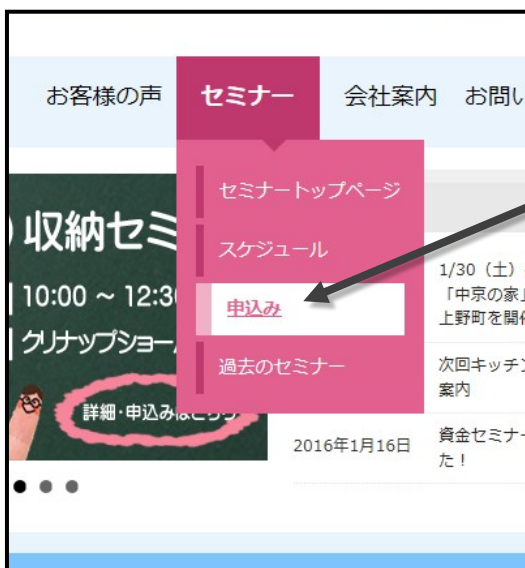 お客様の声 セミナー 会社案内 お問い
セミナートップページ
スケジュール
申込み
過去のセミナー
収納セミ
10:00 ~ 12:3
クリナップショー
詳細・申込みはこちら
1/30(土)
「中京の家」
上野町を開催
次回キッチン
案内
2016年1月16日 資金セミナー
た!